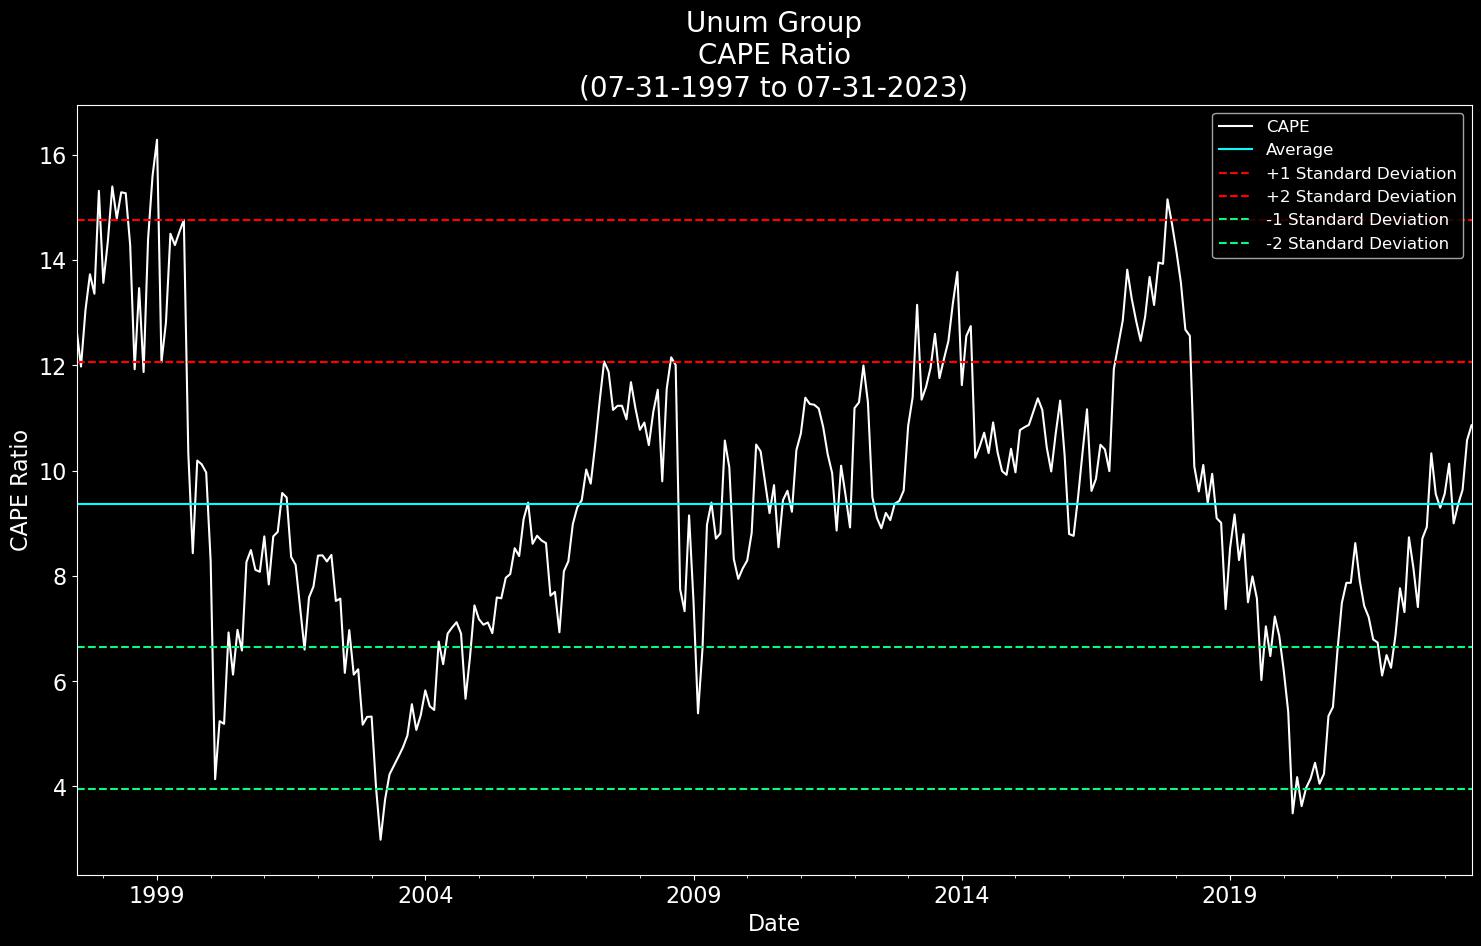 Unum Group
CAPE Ratio
(07-31-1997 to 07-31-2023)
CAPE
Average
+1 Standard Deviation
+2 Standard Deviation
-1 Standard Deviation
-2 Standard Deviation
16
14
12
10
8
6
4
CAPE Ratio
1999 2004 2009 2014 2019
Date